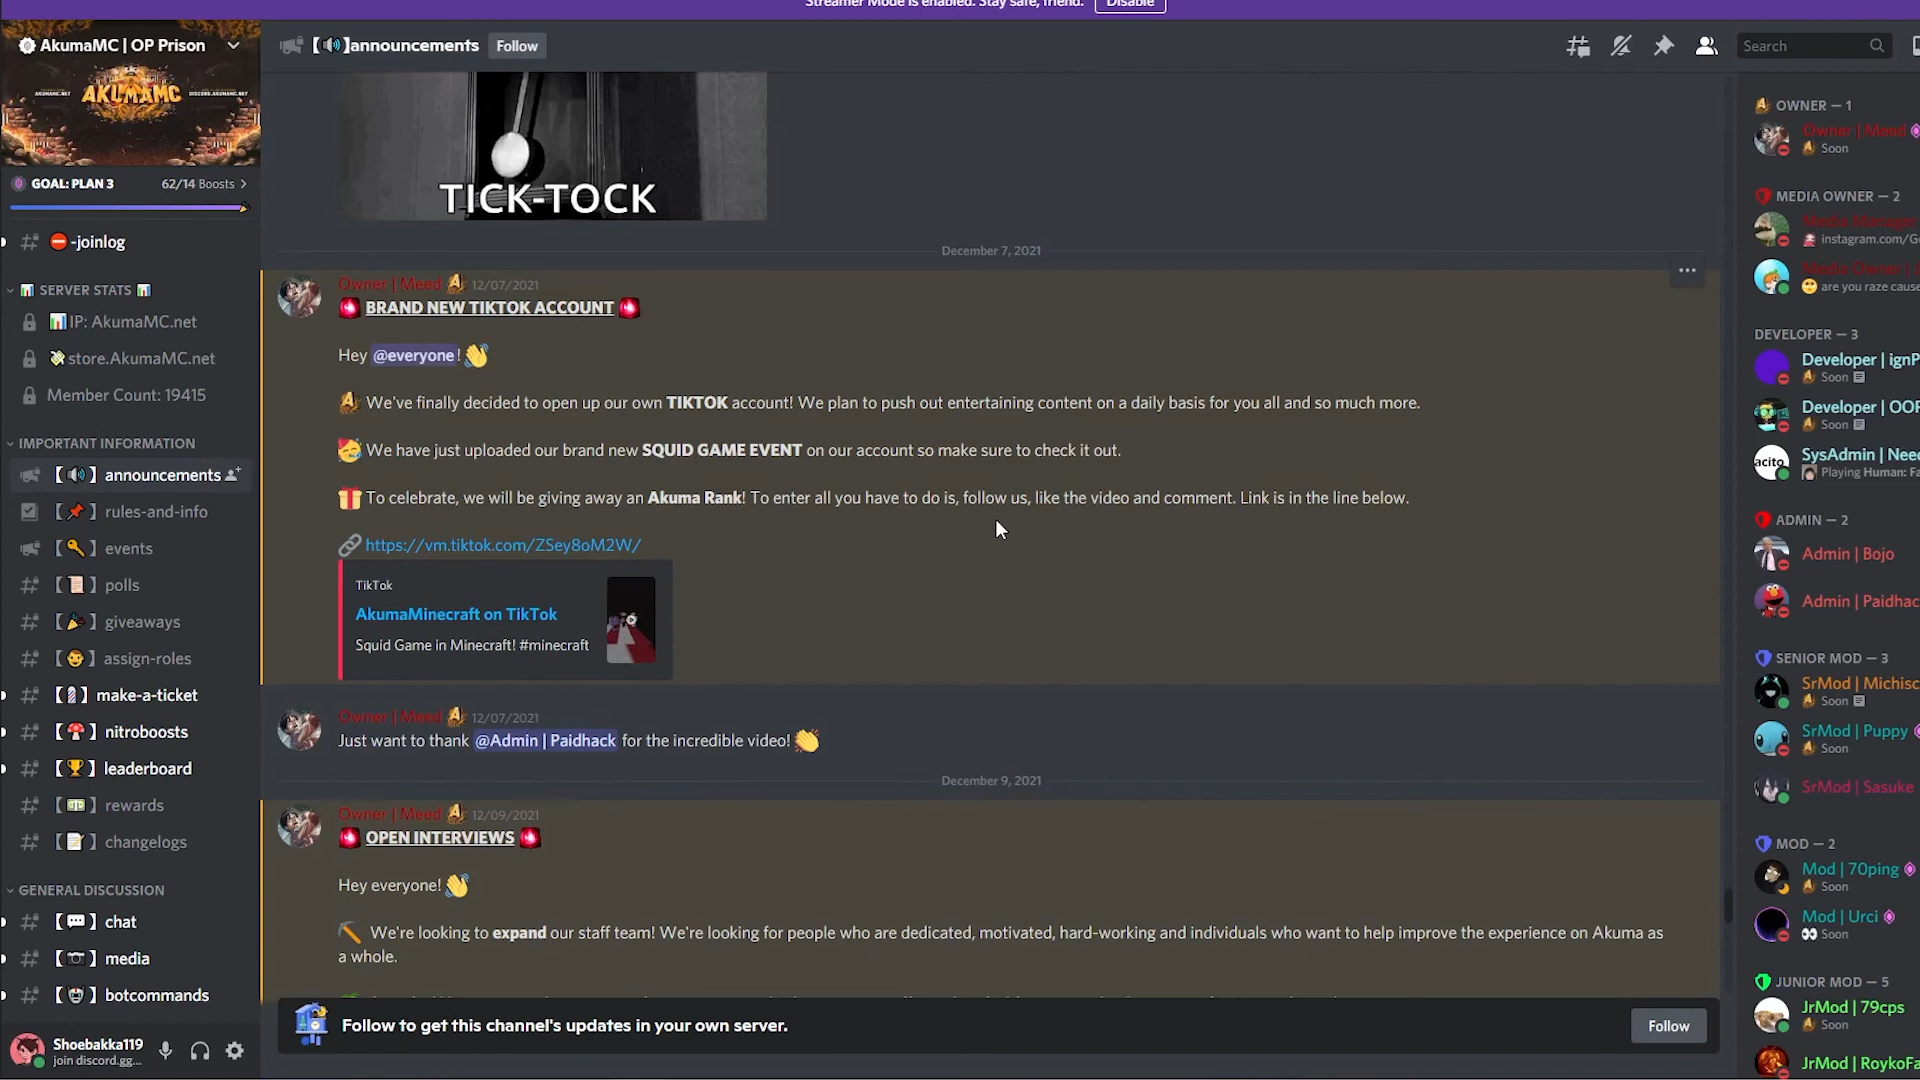 Streamer Mode is enabled. Stay safe, friend. Disable
AkumaMC | OP Prison
AKUMAMC
GOAL: PLAN 3 62/14 Boosts
-joinlog
SERVER STATS
IP: AkumaMC.net
store.AkumaMC.net
Member Count: 19415
IMPORTANT INFORMATION
【】announcements
【】rules-and-info
【】events
【】polls
【】giveaways
【】assign-roles
【】make-a-ticket
【】nitroboosts
【】leaderboard
【】rewards
【】changelogs
GENERAL DISCUSSION
【】chat
【】media
【】botcommands
Shoebakka119
join discord.gg...
【】announcements Follow
Search
TICK-TOCK
December 7, 2021
Owner | Meed 12/07/2021
BRAND NEW TIKTOK ACCOUNT
Hey @everyone!
We've finally decided to open up our own TIKTOK account! We plan to push out entertaining content on a daily basis for you all and so much more.
We have just uploaded our brand new SQUID GAME EVENT on our account so make sure to check it out.
To celebrate, we will be giving away an Akuma Rank! To enter all you have to do is, follow us, like the video and comment. Link is in the line below.
https://vm.tiktok.com/ZSey8oM2W/
TikTok
AkumaMinecraft on TikTok
Squid Game in Minecraft! #minecraft
Owner | Meed 12/07/2021
Just want to thank @Admin | Paidhack for the incredible video!
December 9, 2021
Owner | Meed 12/09/2021
OPEN INTERVIEWS
Hey everyone!
We're looking to expand our staff team! We're looking for people who are dedicated, motivated, hard-working and individuals who want to help improve the experience on Akuma as
a whole.
Follow to get this channel's updates in your own server. Follow
OWNER — 1
Owner | Meed
Soon
MEDIA OWNER — 2
Media Manager
instagram.com/G
Media Owner |
are you raze cause
DEVELOPER — 3
Developer | ignP
Soon
Developer | OOF
Soon
acito
SysAdmin | Nee
Playing Human: Fa
ADMIN — 2
Admin | Bojo
Admin | Paidhac
SENIOR MOD — 3
SrMod | Michisc
Soon
SrMod | Puppy
Soon
SrMod | Sasuke
MOD — 2
Mod | 70ping
Soon
Mod | Urci
Soon
JUNIOR MOD — 5
JrMod | 79cps
Soon
JrMod | RoykoFa